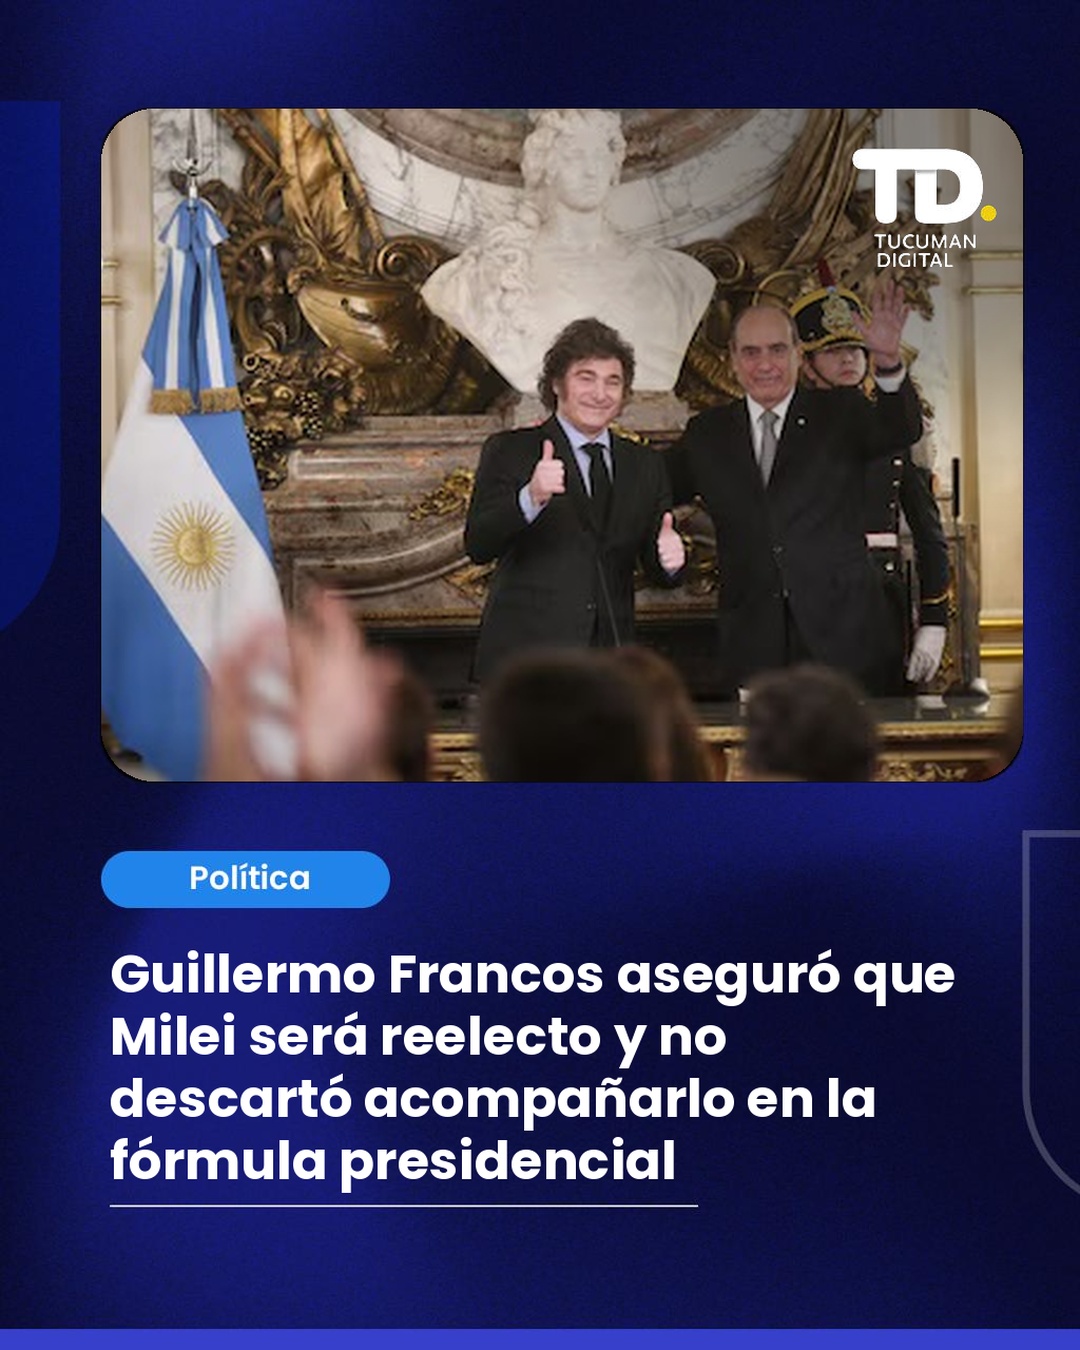 TD.
TUCUMAN
DIGITAL
Política
Guillermo Francos aseguró que
Milei será reelecto y no
descartó acompañarlo en la
fórmula presidencial